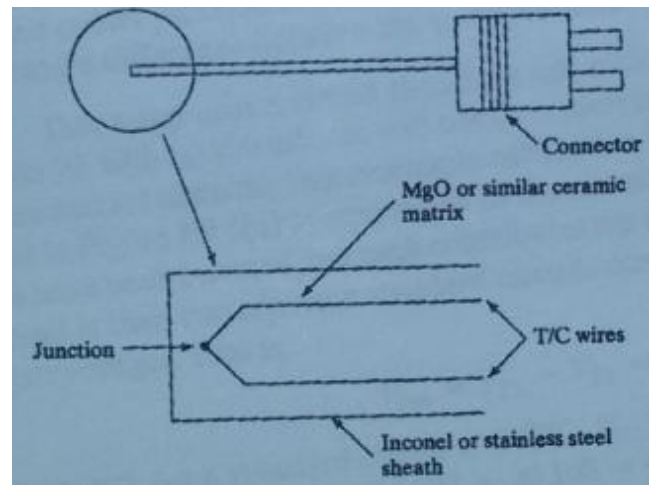 Connector
MgO or similar ceramic
matrix
Junction
T/C wires
Inconel or stainless steel
sheath